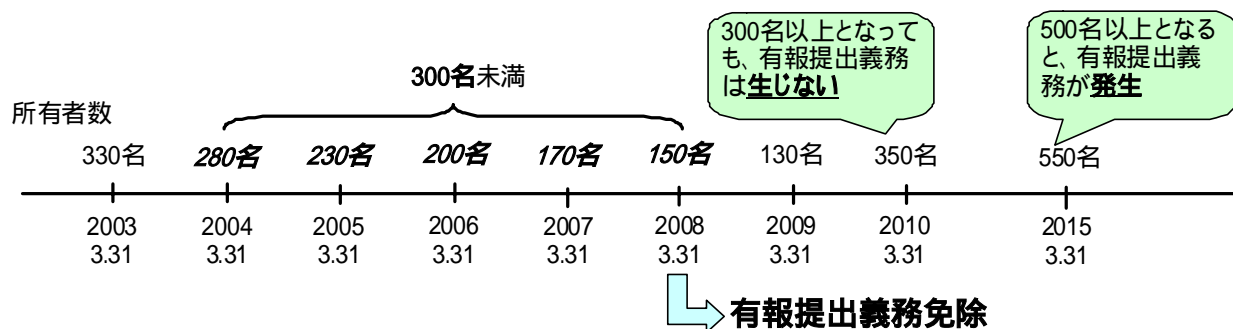 300名以上となって
も、有報提出義務
は生じない
500名以上となる
と、有報提出義
務が発生
300名未満
所有者数
330名 280名 230名 200名 170名 150名 130名 350名 550名
2003 2004 2005 2006 2007 2008 2009 2010 2015
3.31 3.31 3.31 3.31 3.31 3.31 3.31 3.31 3.31
有報提出義務免除